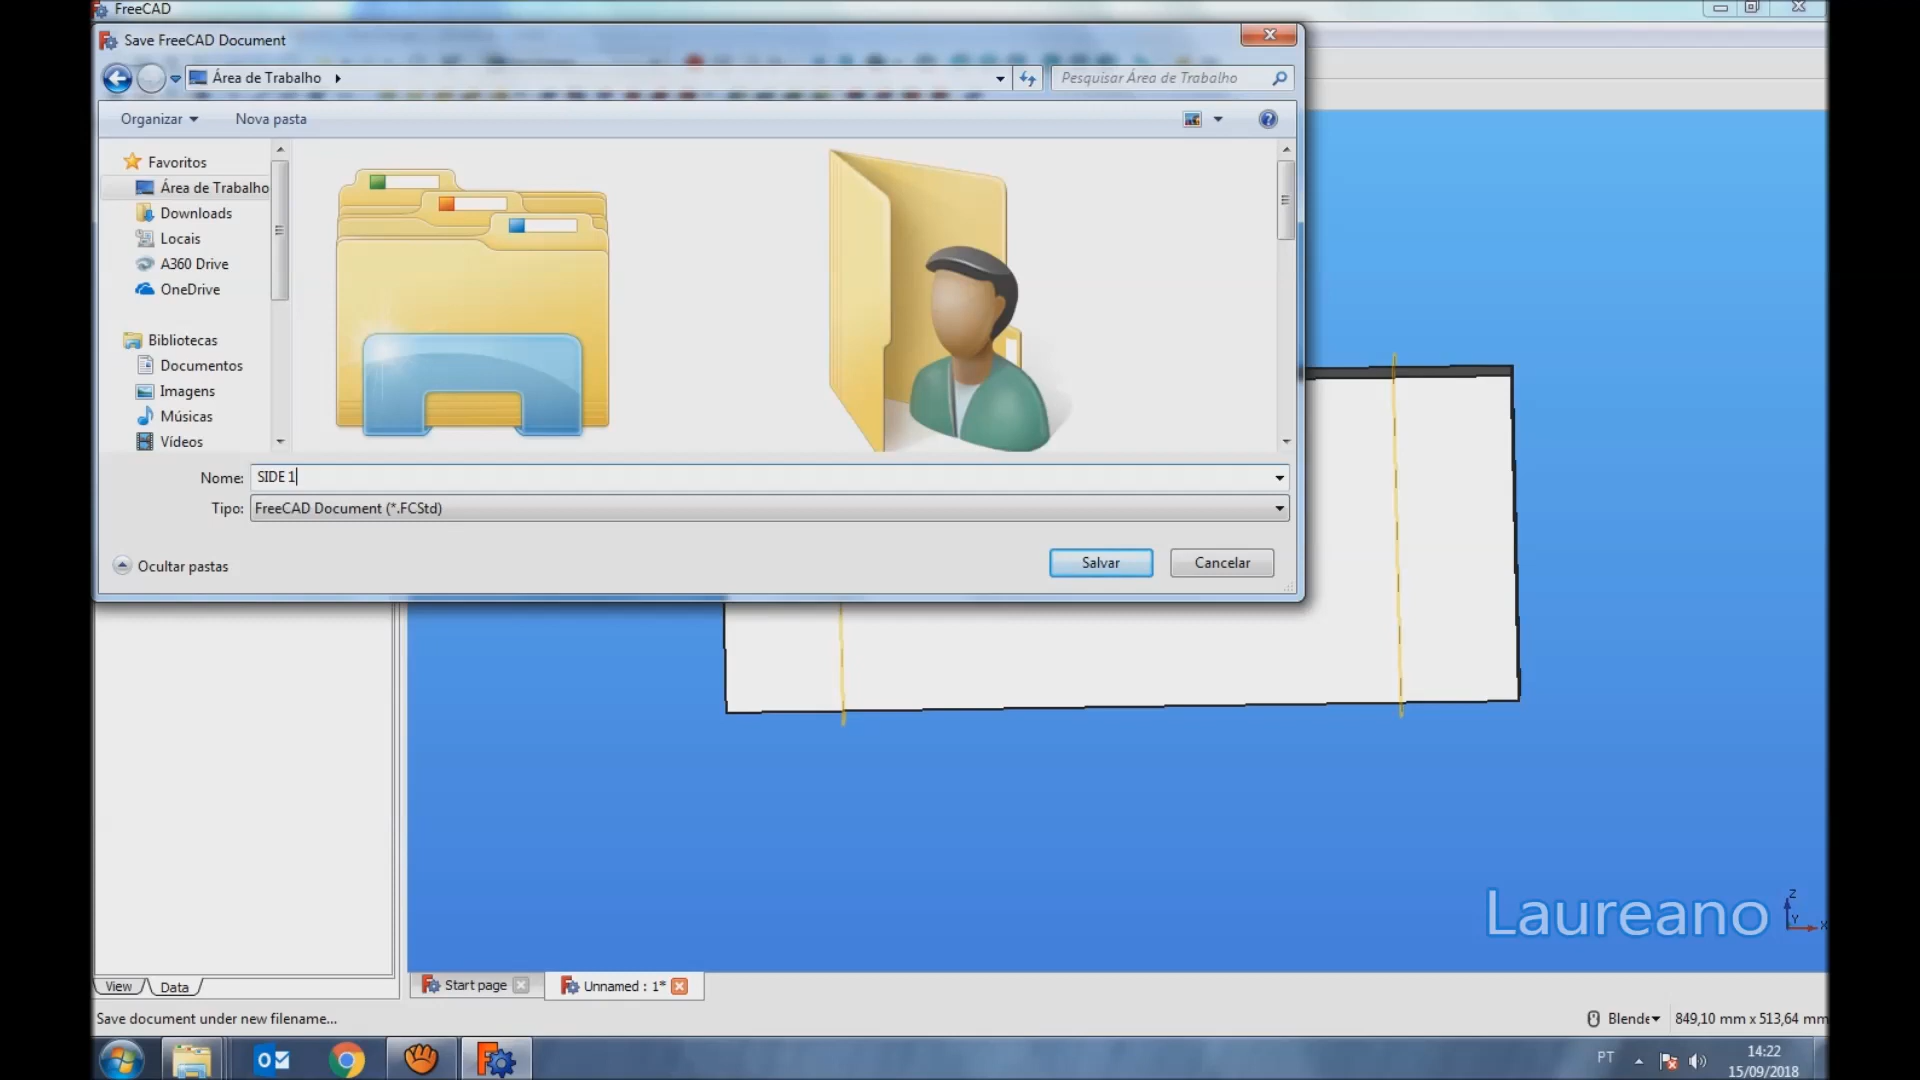 FreeCAD
Save FreeCAD Document
Área de Trabalho
Pesquisar Área de Trabalho
Organizar
Nova pasta
Favoritos
Área de Trabalho
Downloads
Locais
A360 Drive
OneDrive
Bibliotecas
Documentos
Imagens
Músicas
Vídeos
Nome: SIDE 1
Tipo: FreeCAD Document (*.FCStd)
Ocultar pastas
Salvar
Cancelar
Laureano
Z
Y
X
View
Data
Start page
Unnamed : 1*
Save document under new filename...
Blende
849,10 mm x 513,64 mm
PT
14:22
15/09/2018